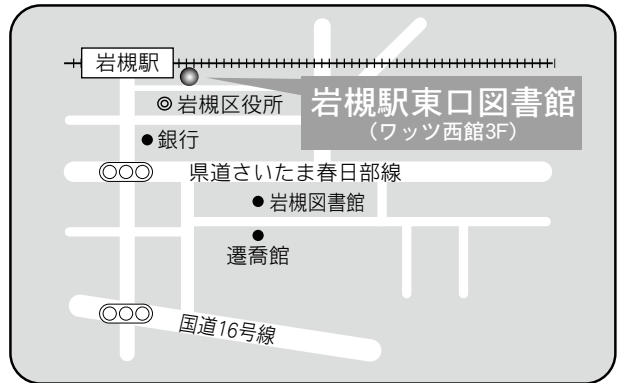 岩槻駅
◎岩槻区役所
岩槻駅東口図書館
（ワッツ西館3F）
●銀行
県道さいたま春日部線
●岩槻図書館
●
遷喬館
国道16号線